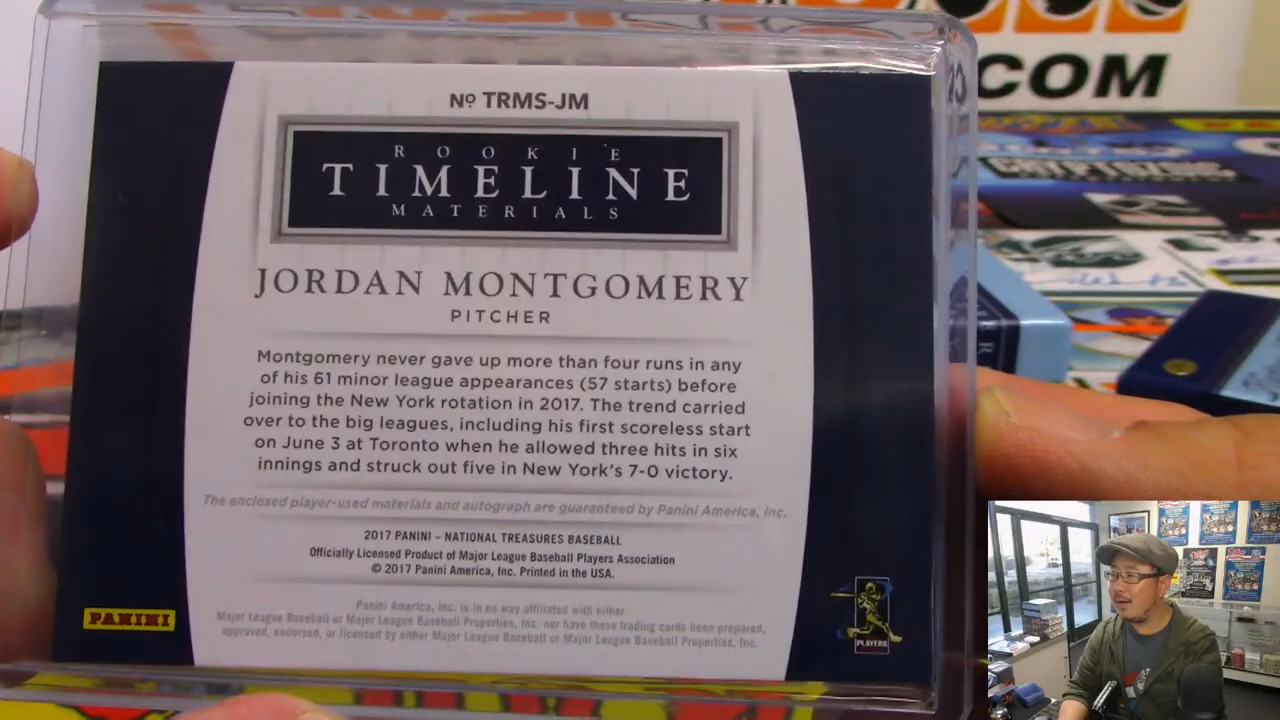 .COM
Nº TRMS-JM
ROOKIE
TIMELINE
MATERIALS
JORDAN MONTGOMERY
PITCHER
Montgomery never gave up more than four runs in any
of his 61 minor league appearances (57 starts) before
joining the New York rotation in 2017. The trend carried
over to the big leagues, including his first scoreless start
on June 3 at Toronto when he allowed three hits in six
innings and struck out five in New York's 7-0 victory.
The enclosed player-used materials and autograph are guaranteed by Panini America, Inc.
2017 PANINI – NATIONAL TREASURES BASEBALL
Officially Licensed Product of Major League Baseball Players Association
© 2017 Panini America, Inc. Printed in the USA.
Panini America, Inc. is in no way affiliated with either
Major League Baseball or Major League Baseball Properties, Inc. nor have these trading cards been prepared,
approved, endorsed, or licensed by either Major League Baseball or Major League Baseball Properties, Inc.
PANINI
PLAYERS